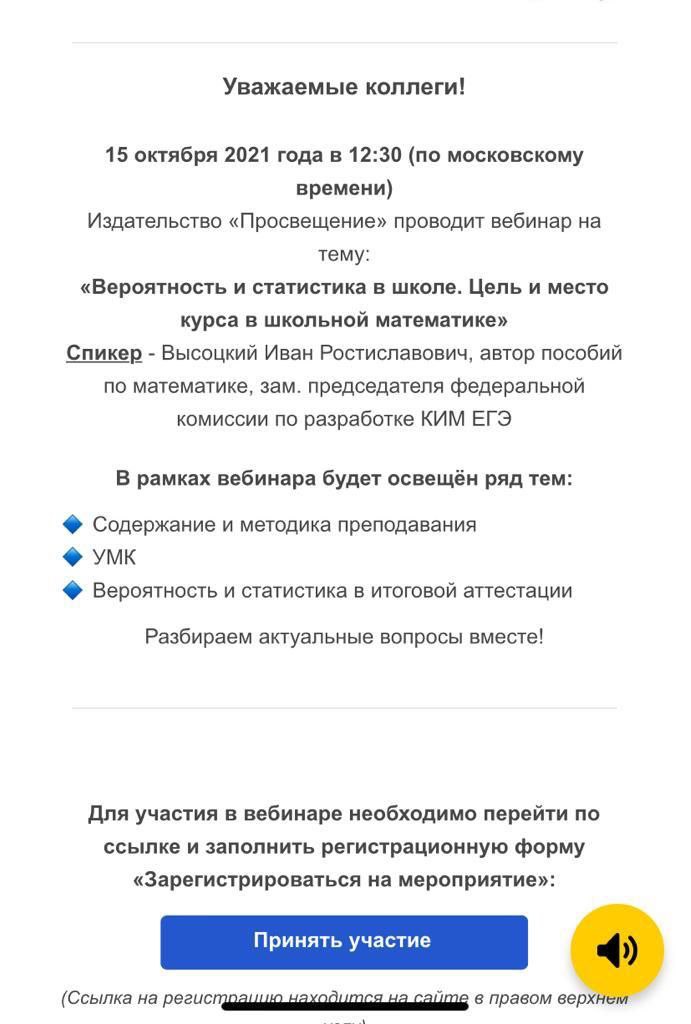 Уважаемые коллеги!
15 октября 2021 года в 12:30 (по московскому
времени)
Издательство «Просвещение» проводит вебинар на
тему:
«Вероятность и статистика в школе. Цель и место
курса в школьной математике»
Спикер - Высоцкий Иван Ростиславович, автор пособий
по математике, зам. председателя федеральной
комиссии по разработке КИМ ЕГЭ
В рамках вебинара будет освещён ряд тем:
Содержание и методика преподавания
УМК
Вероятность и статистика в итоговой аттестации
Разбираем актуальные вопросы вместе!
Для участия в вебинаре необходимо перейти по
ссылке и заполнить регистрационную форму
«Зарегистрироваться на мероприятие»:
Принять участие
(Ссылка на регистрацию находится на сайте в правом верхнем